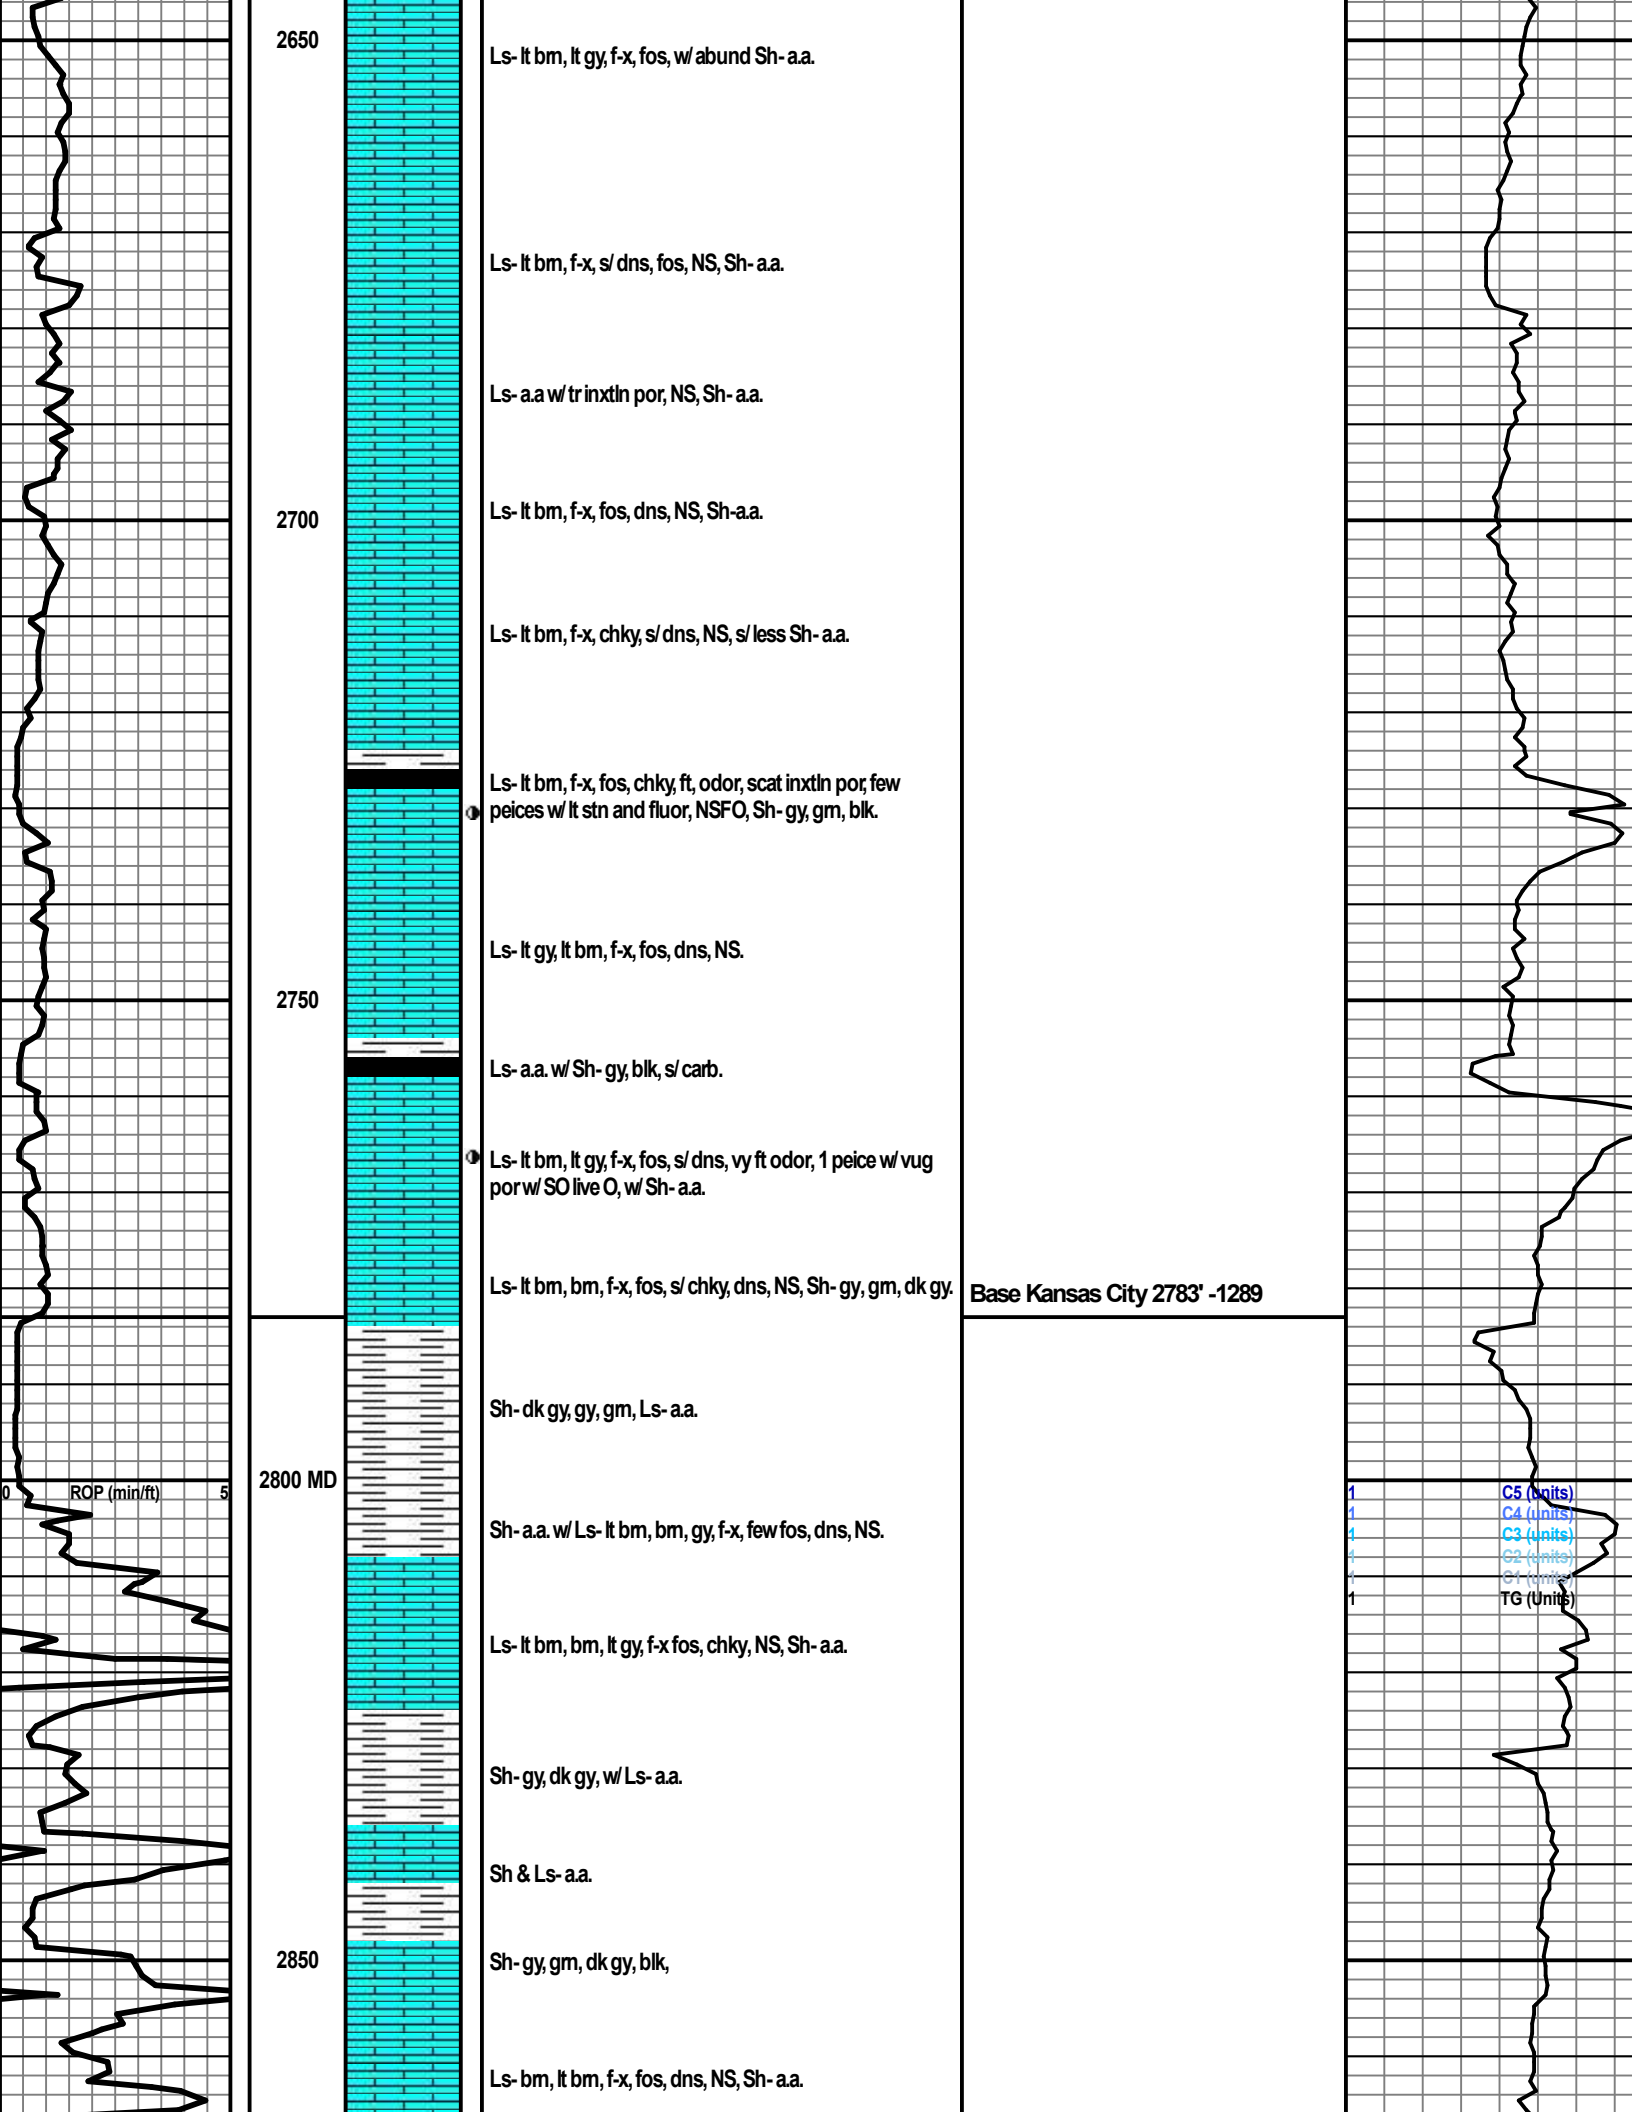 2650
Ls- lt brn, lt gy, f-x, fos, w/ abund Sh- a.a.
Ls- lt brn, f-x, s/ dns, fos, NS, Sh- a.a.
Ls- a.a w/ tr inxtln por, NS, Sh- a.a.
2700
Ls- lt brn, f-x, fos, dns, NS, Sh-a.a.
Ls- lt brn, f-x, chky, s/ dns, NS, s/ less Sh- a.a.
Ls- lt brn, f-x, fos, chky, ft, odor, scat inxtln por, few
peices w/ lt stn and fluor, NSFO, Sh- gy, grn, blk.
Ls- lt gy, lt brn, f-x, fos, dns, NS.
2750
Ls- a.a. w/ Sh- gy, blk, s/ carb.
Ls- lt brn, lt gy, f-x, fos, s/ dns, vy ft odor, 1 peice w/ vug
por w/ SO live O, w/ Sh- a.a.
Ls- lt brn, brn, f-x, fos, s/ chky, dns, NS, Sh- gy, grn, dk gy.
Base Kansas City 2783' -1289
Sh- dk gy, gy, grn, Ls- a.a.
2800 MD
0 ROP (min/ft) 5
1 C5 (units)
1 C4 (units)
1 C3 (units)
1 C2 (units)
1 C1 (units)
1 TG (Units)
Sh- a.a. w/ Ls- lt brn, brn, gy, f-x, few fos, dns, NS.
Ls- lt brn, brn, lt gy, f-x fos, chky, NS, Sh- a.a.
Sh- gy, dk gy, w/ Ls- a.a.
Sh & Ls- a.a.
2850
Sh- gy, grn, dk gy, blk,
Ls- brn, lt brn, f-x, fos, dns, NS, Sh- a.a.